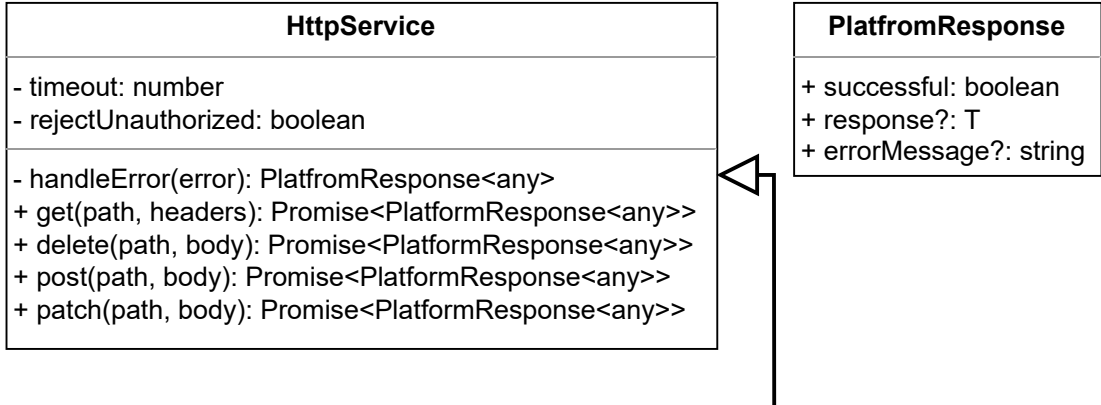 HttpService
- timeout: number
- rejectUnauthorized: boolean
- handleError(error): PlatfromResponse<any>
+ get(path, headers): Promise<PlatformResponse<any>>
+ delete(path, body): Promise<PlatformResponse<any>>
+ post(path, body): Promise<PlatformResponse<any>>
+ patch(path, body): Promise<PlatformResponse<any>>
PlatfromResponse
+ successful: boolean
+ response?: T
+ errorMessage?: string